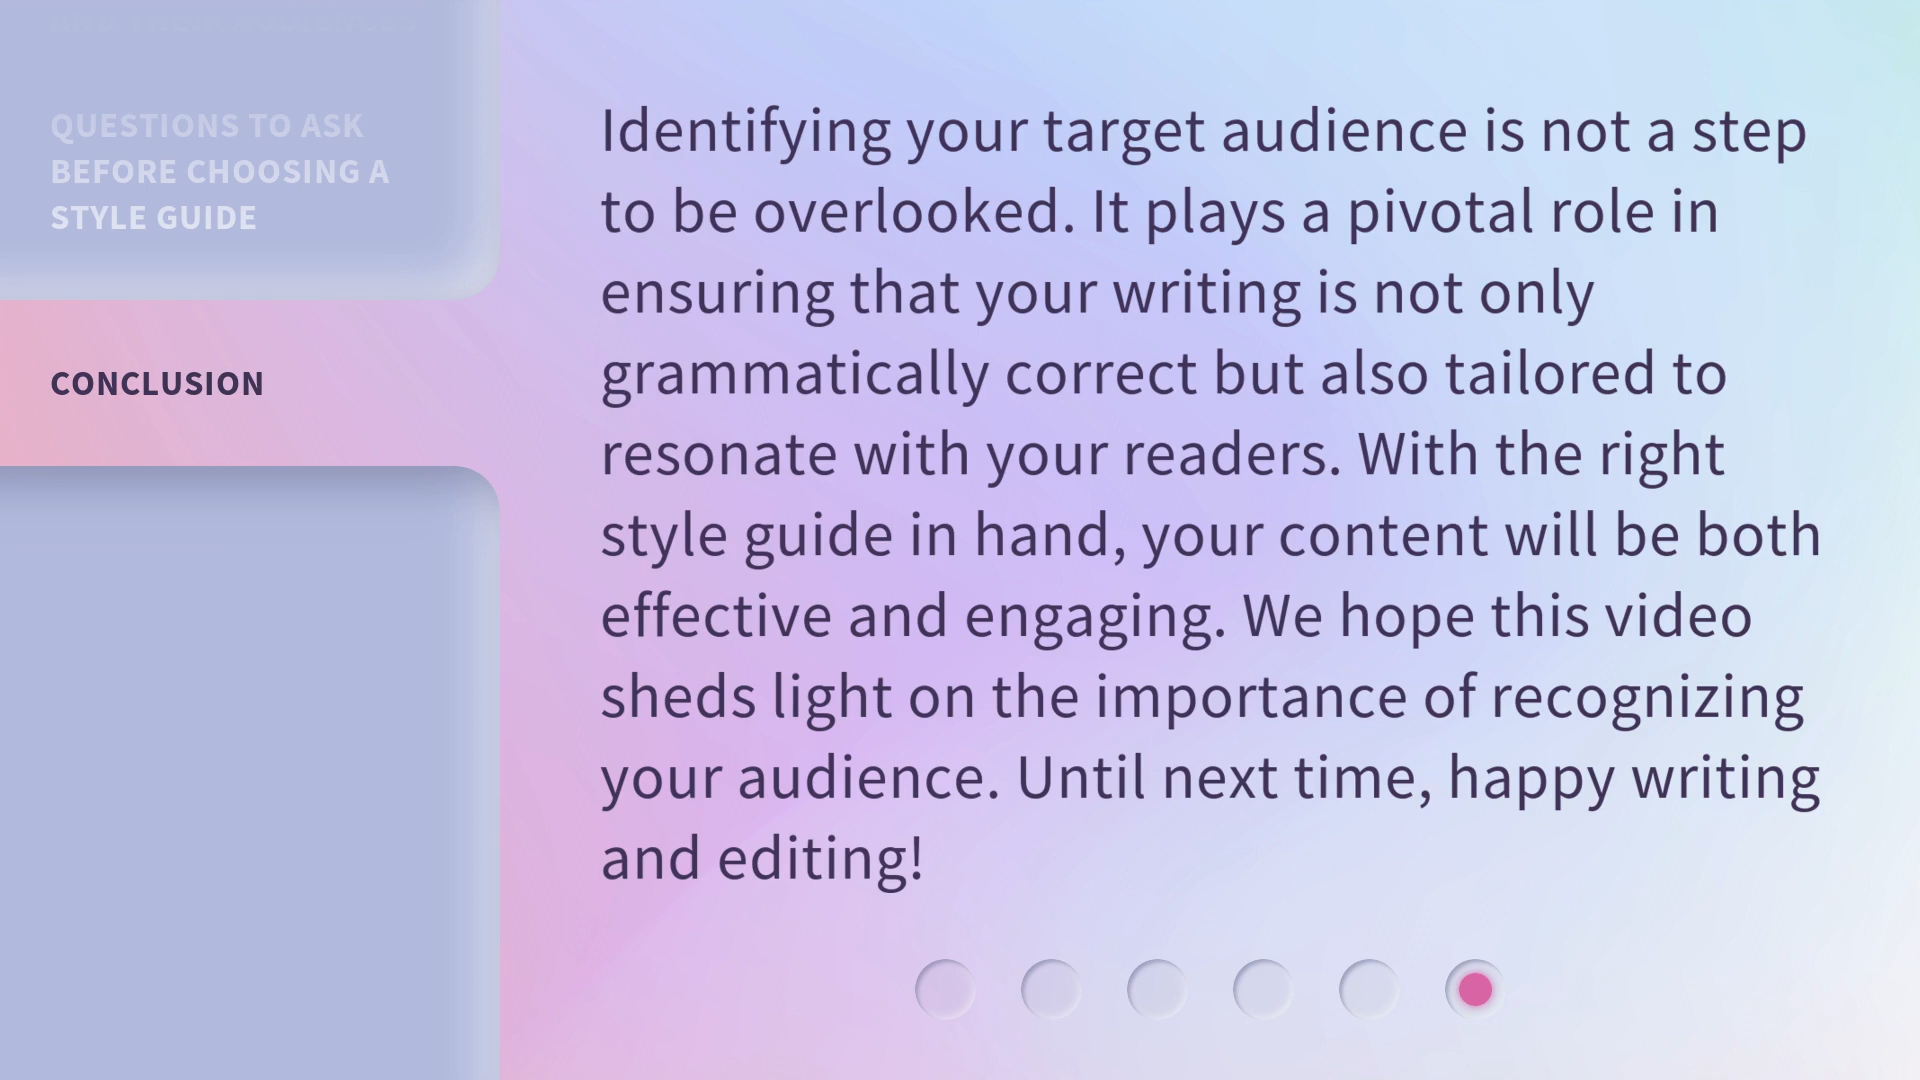 QUESTIONS TO ASK
BEFORE CHOOSING A
STYLE GUIDE
CONCLUSION
Identifying your target audience is not a step
to be overlooked. It plays a pivotal role in
ensuring that your writing is not only
grammatically correct but also tailored to
resonate with your readers. With the right
style guide in hand, your content will be both
effective and engaging. We hope this video
sheds light on the importance of recognizing
your audience. Until next time, happy writing
and editing!